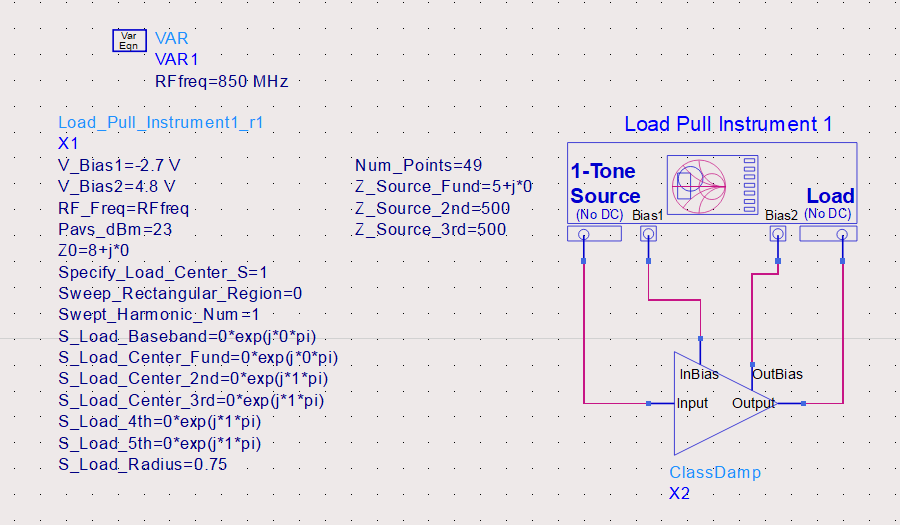 Var
Eqn
VAR
VAR1
RFfreq=850 MHz
Load_Pull_Instrument1_r1
X1
V_Bias1=-2.7 V
V_Bias2=4.8 V
RF_Freq=RFfreq
Pavs_dBm=23
Z0=8+j*0
Specify_Load_Center_S=1
Sweep_Rectangular_Region=0
Swept_Harmonic_Num=1
S_Load_Baseband=0*exp(j*0*pi)
S_Load_Center_Fund=0*exp(j*0*pi)
S_Load_Center_2nd=0*exp(j*1*pi)
S_Load_Center_3rd=0*exp(j*1*pi)
S_Load_4th=0*exp(j*1*pi)
S_Load_5th=0*exp(j*1*pi)
S_Load_Radius=0.75
Num_Points=49
Z_Source_Fund=5+j*0
Z_Source_2nd=500
Z_Source_3rd=500
Load Pull Instrument 1
1-Tone
Source
(No DC)
Bias1
Bias2
Load
(No DC)
InBias
OutBias
Input
Output
ClassDamp
X2